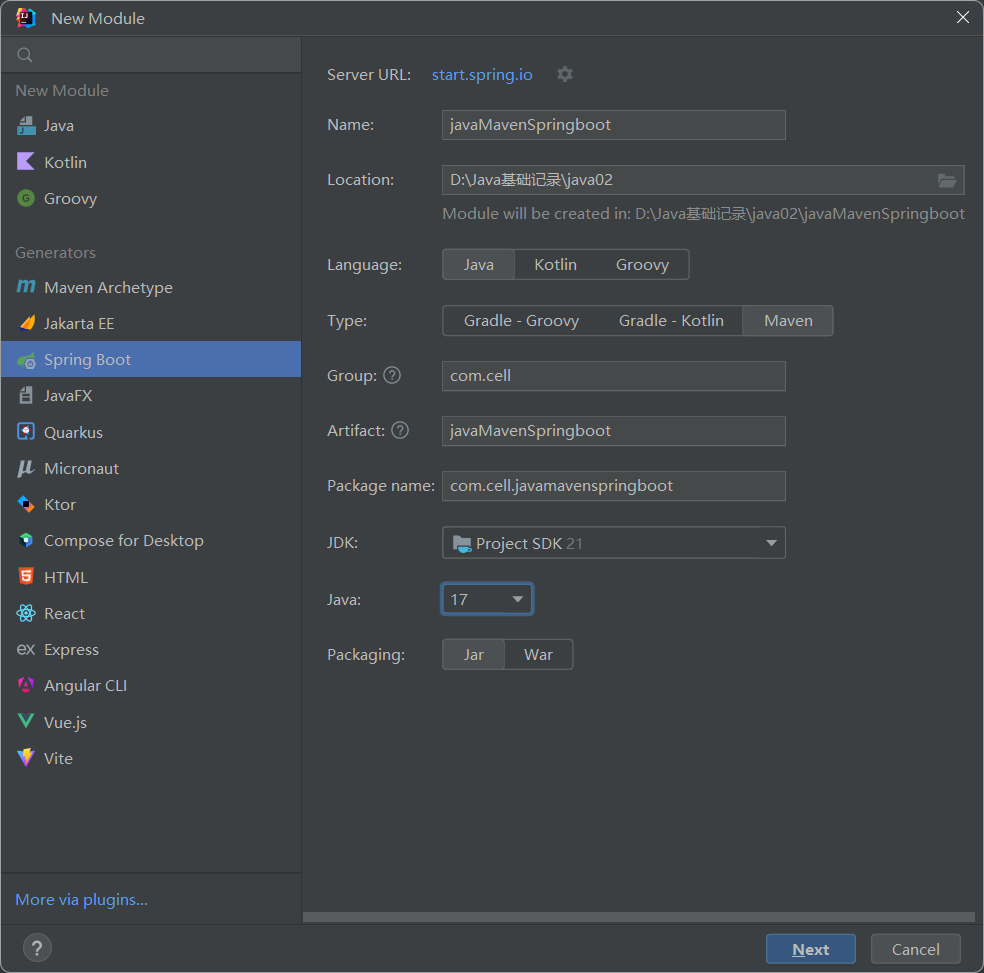 New Module
New Module
Java
Kotlin
Groovy
Generators
Maven Archetype
Jakarta EE
Spring Boot
JavaFX
Quarkus
Micronaut
Ktor
Compose for Desktop
HTML
React
ex Express
Angular CLI
Vue.js
Vite
More via plugins...
Server URL: start.spring.io
Name: javaMavenSpringboot
Location: D:\Java基础记录\java02
Module will be created in: D:\Java基础记录\java02\javaMavenSpringboot
Language: Java Kotlin Groovy
Type: Gradle - Groovy Gradle - Kotlin Maven
Group: ? com.cell
Artifact: ? javaMavenSpringboot
Package name: com.cell.javamavenspringboot
JDK: Project SDK 21
Java: 17
Packaging: Jar War
? Next Cancel